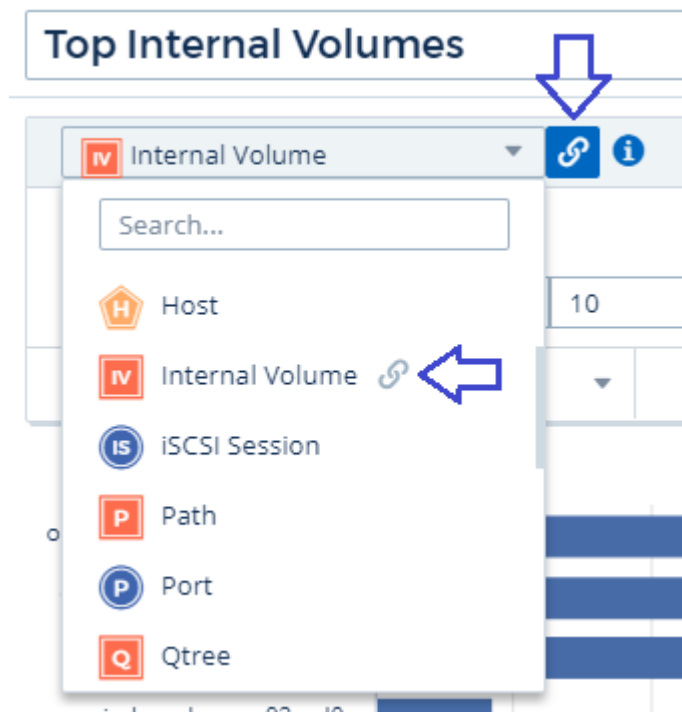 Top Internal Volumes
IV Internal Volume i
Search...
H Host
10
IV Internal Volume
IS iSCSI Session
P Path
P Port
Q Qtree